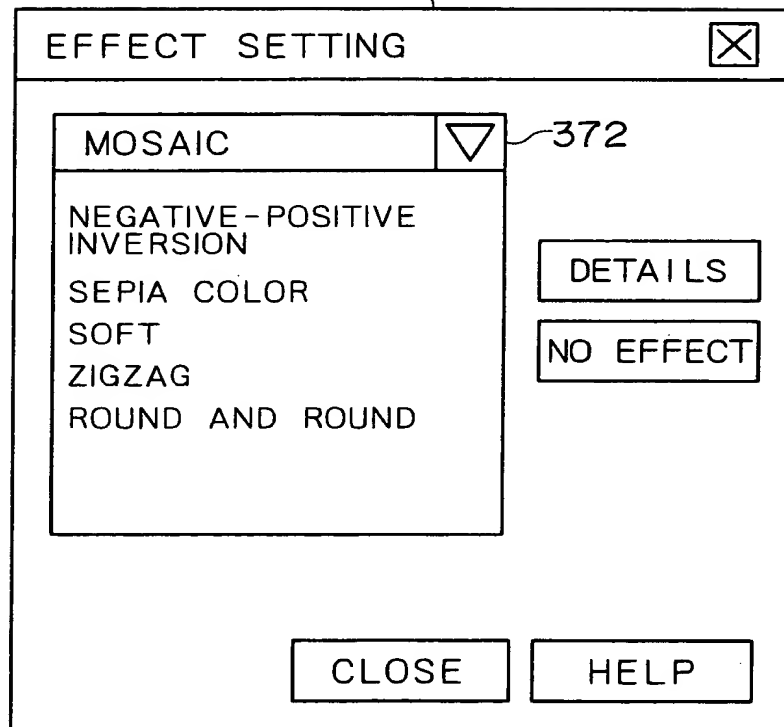 EFFECT SETTING
MOSAIC
372
NEGATIVE-POSITIVE
INVERSION
SEPIA COLOR
SOFT
ZIGZAG
ROUND AND ROUND
DETAILS
NO EFFECT
CLOSE
HELP